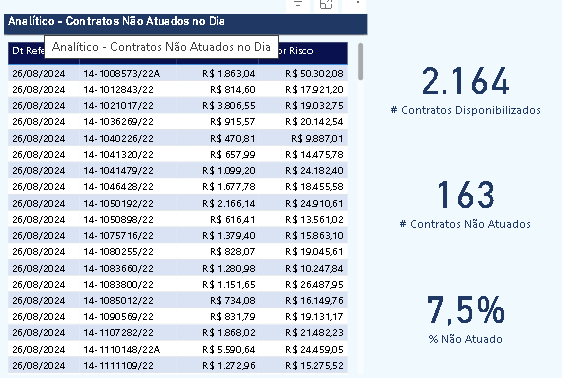 Analítico - Contratos Não Atuados no Dia
Dt Refe
Analítico - Contratos Não Atuados no Dia
or Risco
26/08/2024 14-1008573/22A R$ 1.863,04 R$ 50.302,08
26/08/2024 14-1012843/22 R$ 814,60 R$ 17.921,20
26/08/2024 14-1021017/22 R$ 3.806,55 R$ 19.032,75
26/08/2024 14-1036269/22 R$ 915,57 R$ 20.142,54
26/08/2024 14-1040226/22 R$ 470,81 R$ 9.887,01
26/08/2024 14-1041320/22 R$ 657,99 R$ 14.475,78
26/08/2024 14-1041479/22 R$ 1.099,20 R$ 24.182,40
26/08/2024 14-1046428/22 R$ 1.677,78 R$ 18.455,58
26/08/2024 14-1050192/22 R$ 2.166,14 R$ 24.910,61
26/08/2024 14-1050898/22 R$ 616,41 R$ 13.561,02
26/08/2024 14-1075716/22 R$ 1.379,40 R$ 15.863,10
26/08/2024 14-1080255/22 R$ 828,07 R$ 19.045,61
26/08/2024 14-1083660/22 R$ 1.280,98 R$ 10.247,84
26/08/2024 14-1083800/22 R$ 1.151,65 R$ 26.487,95
26/08/2024 14-1085012/22 R$ 734,08 R$ 16.149,76
26/08/2024 14-1090569/22 R$ 831,79 R$ 19.131,17
26/08/2024 14-1107282/22 R$ 1.868,02 R$ 21.482,23
26/08/2024 14-1110148/22A R$ 5.590,64 R$ 24.459,05
26/08/2024 14-1111109/22 R$ 1.272,96 R$ 15.275,52
2.164
# Contratos Disponibilizados
163
# Contratos Não Atuados
7,5%
% Não Atuado